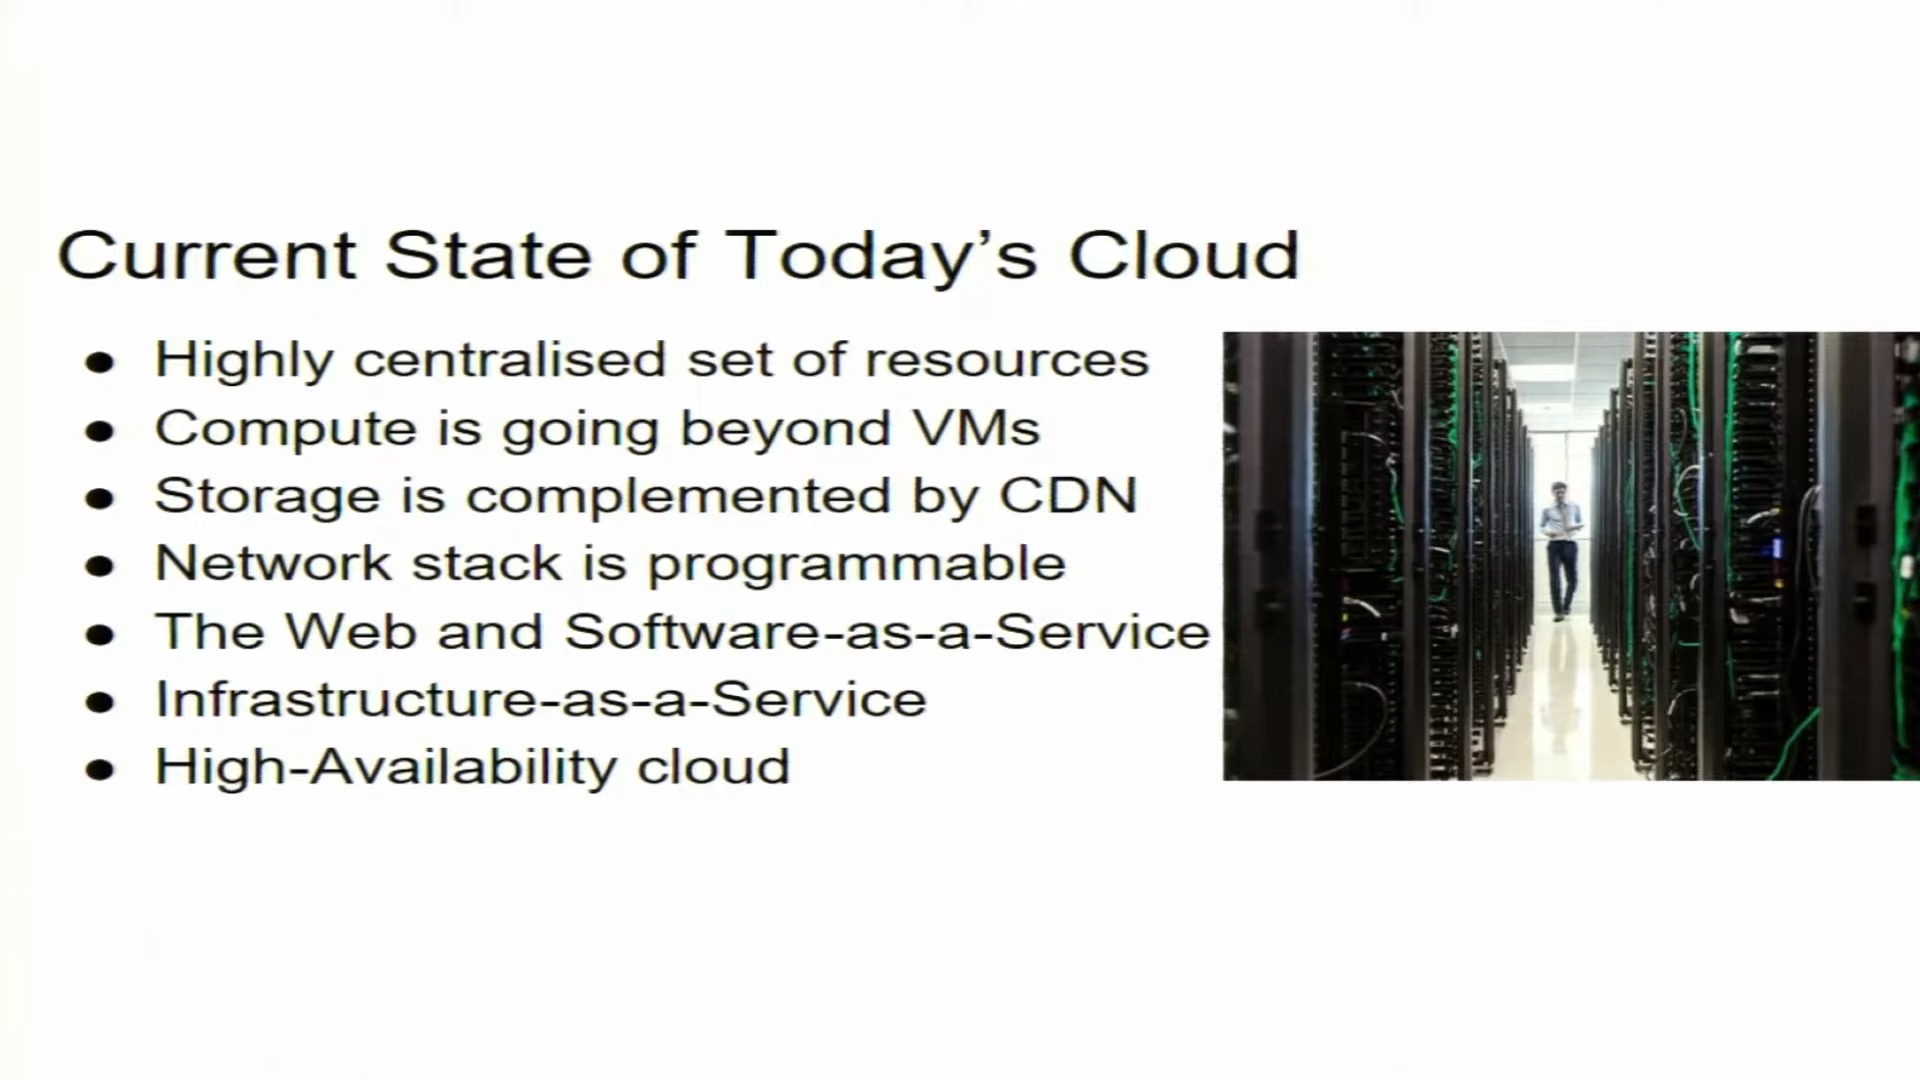 Current State of Today’s Cloud
● Highly centralised set of resources
● Compute is going beyond VMs
● Storage is complemented by CDN
● Network stack is programmable
● The Web and Software-as-a-Service
● Infrastructure-as-a-Service
● High-Availability cloud